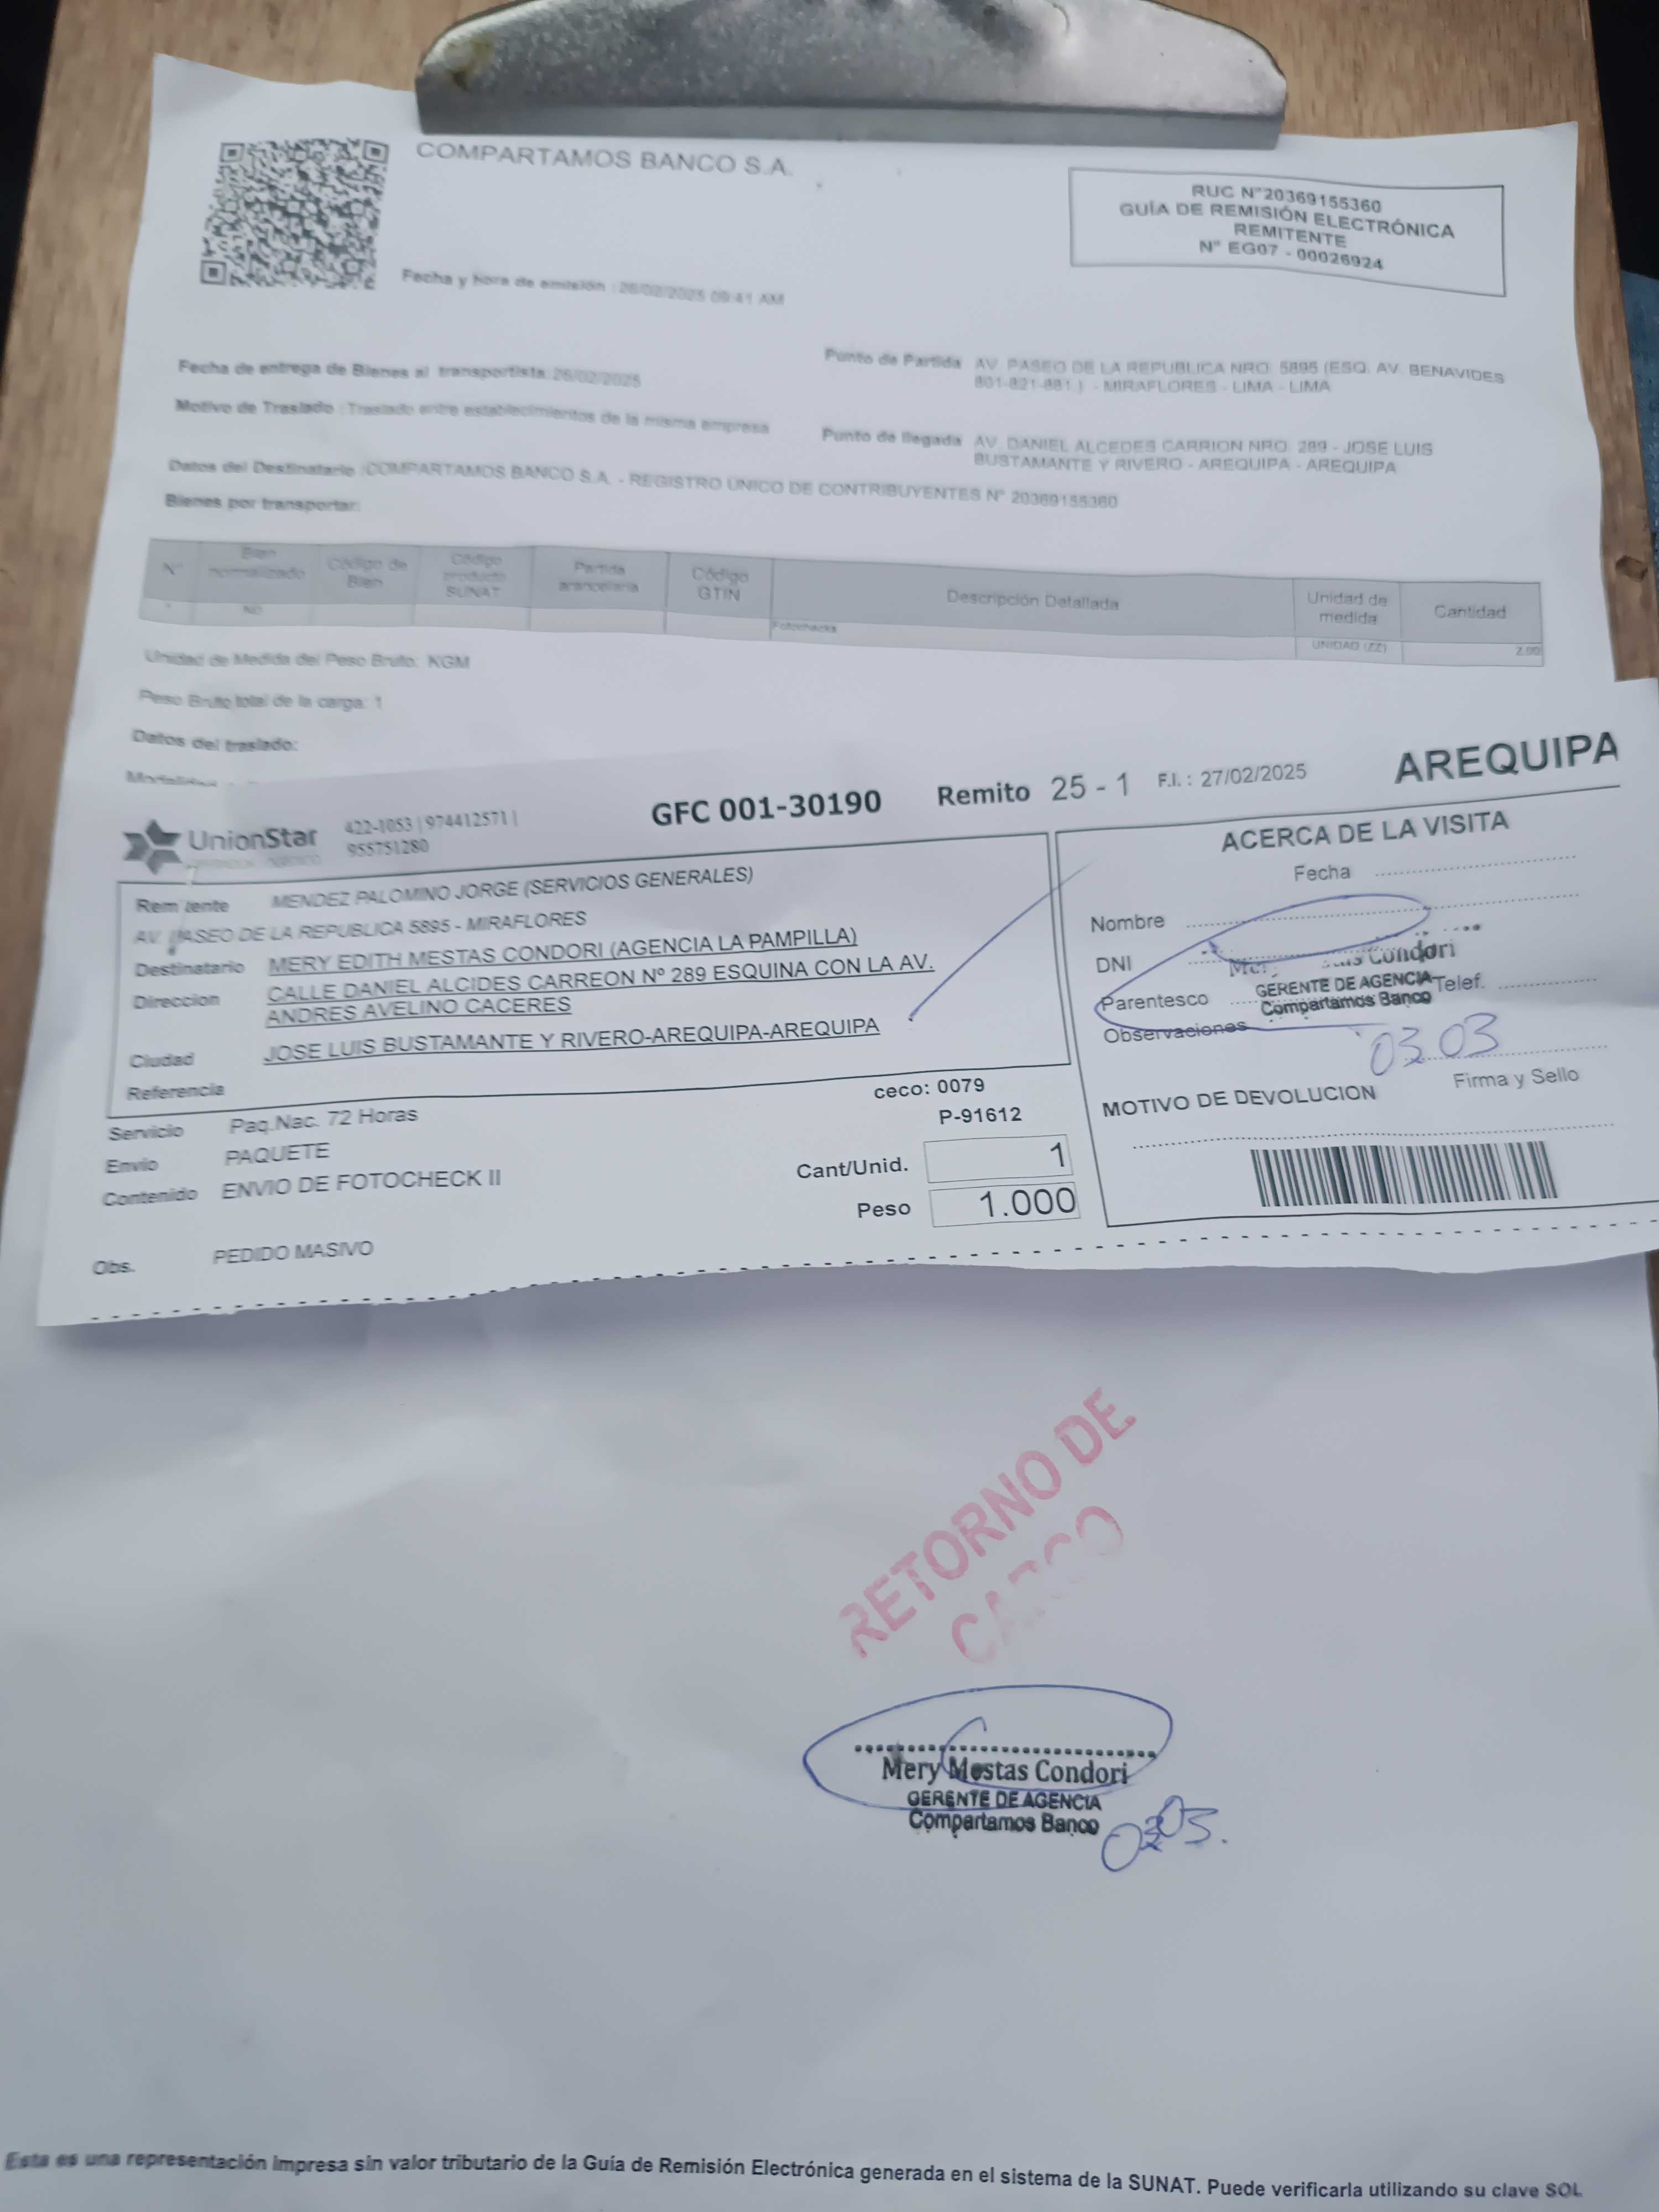 COMPARTAMOS BANCO S.A.
RUC N°20369155360
GUÍA DE REMISIÓN ELECTRÓNICA
REMITENTE
N° EG07 - 00026924
Fecha y hora de emisión : 26/02/2025 09:41 AM
Fecha de entrega de Bienes al transportista: 26/02/2025
Motivo de Traslado : Traslado entre establecimientos de la misma empresa
Punto de Partida AV. PASEO DE LA REPUBLICA NRO. 5895 (ESQ. AV. BENAVIDES
801-821-881 ) - MIRAFLORES - LIMA - LIMA
Punto de llegada AV. DANIEL ALCEDES CARRION NRO. 289 - JOSE LUIS
BUSTAMANTE Y RIVERO - AREQUIPA - AREQUIPA
Datos del Destinatario :COMPARTAMOS BANCO S.A. - REGISTRO UNICO DE CONTRIBUYENTES N° 20369155360
Bienes por transportar:
N° Bien normalizado Código de Bien Código producto SUNAT Partida arancelaria Código GTIN Descripción Detallada Unidad de medida Cantidad
NO Fotochecks UNIDAD (ZZ) 2.00
Unidad de Medida del Peso Bruto: KGM
Peso Bruto total de la carga: 1
Datos del traslado:
UnionStar
422-1053 | 974412571 |
955751280
GFC 001-30190 Remito 25 - 1 F.I. : 27/02/2025 AREQUIPA
Remitente MENDEZ PALOMINO JORGE (SERVICIOS GENERALES)
AV. PASEO DE LA REPUBLICA 5895 - MIRAFLORES
Destinatario MERY EDITH MESTAS CONDORI (AGENCIA LA PAMPILLA)
Direccion CALLE DANIEL ALCIDES CARREON Nº 289 ESQUINA CON LA AV.
ANDRES AVELINO CACERES
Ciudad JOSE LUIS BUSTAMANTE Y RIVERO-AREQUIPA-AREQUIPA
Referencia
ceco: 0079
Servicio Paq.Nac. 72 Horas
P-91612
Envio PAQUETE
Cant/Unid. 1
Contenido ENVIO DE FOTOCHECK II
Peso 1.000
Obs. PEDIDO MASIVO
ACERCA DE LA VISITA
Fecha
Nombre
DNI
Condori
Parentesco
GERENTE DE AGENCIA
Telef.
Compartamos Banco
Observaciones
03 03
Firma y Sello
MOTIVO DE DEVOLUCION
RETORNO DE
CARGO
Mery Mestas Condori
GERENTE DE AGENCIA
Compartamos Banco
Esta es una representación impresa sin valor tributario de la Guía de Remisión Electrónica generada en el sistema de la SUNAT. Puede verificarla utilizando su clave SOL